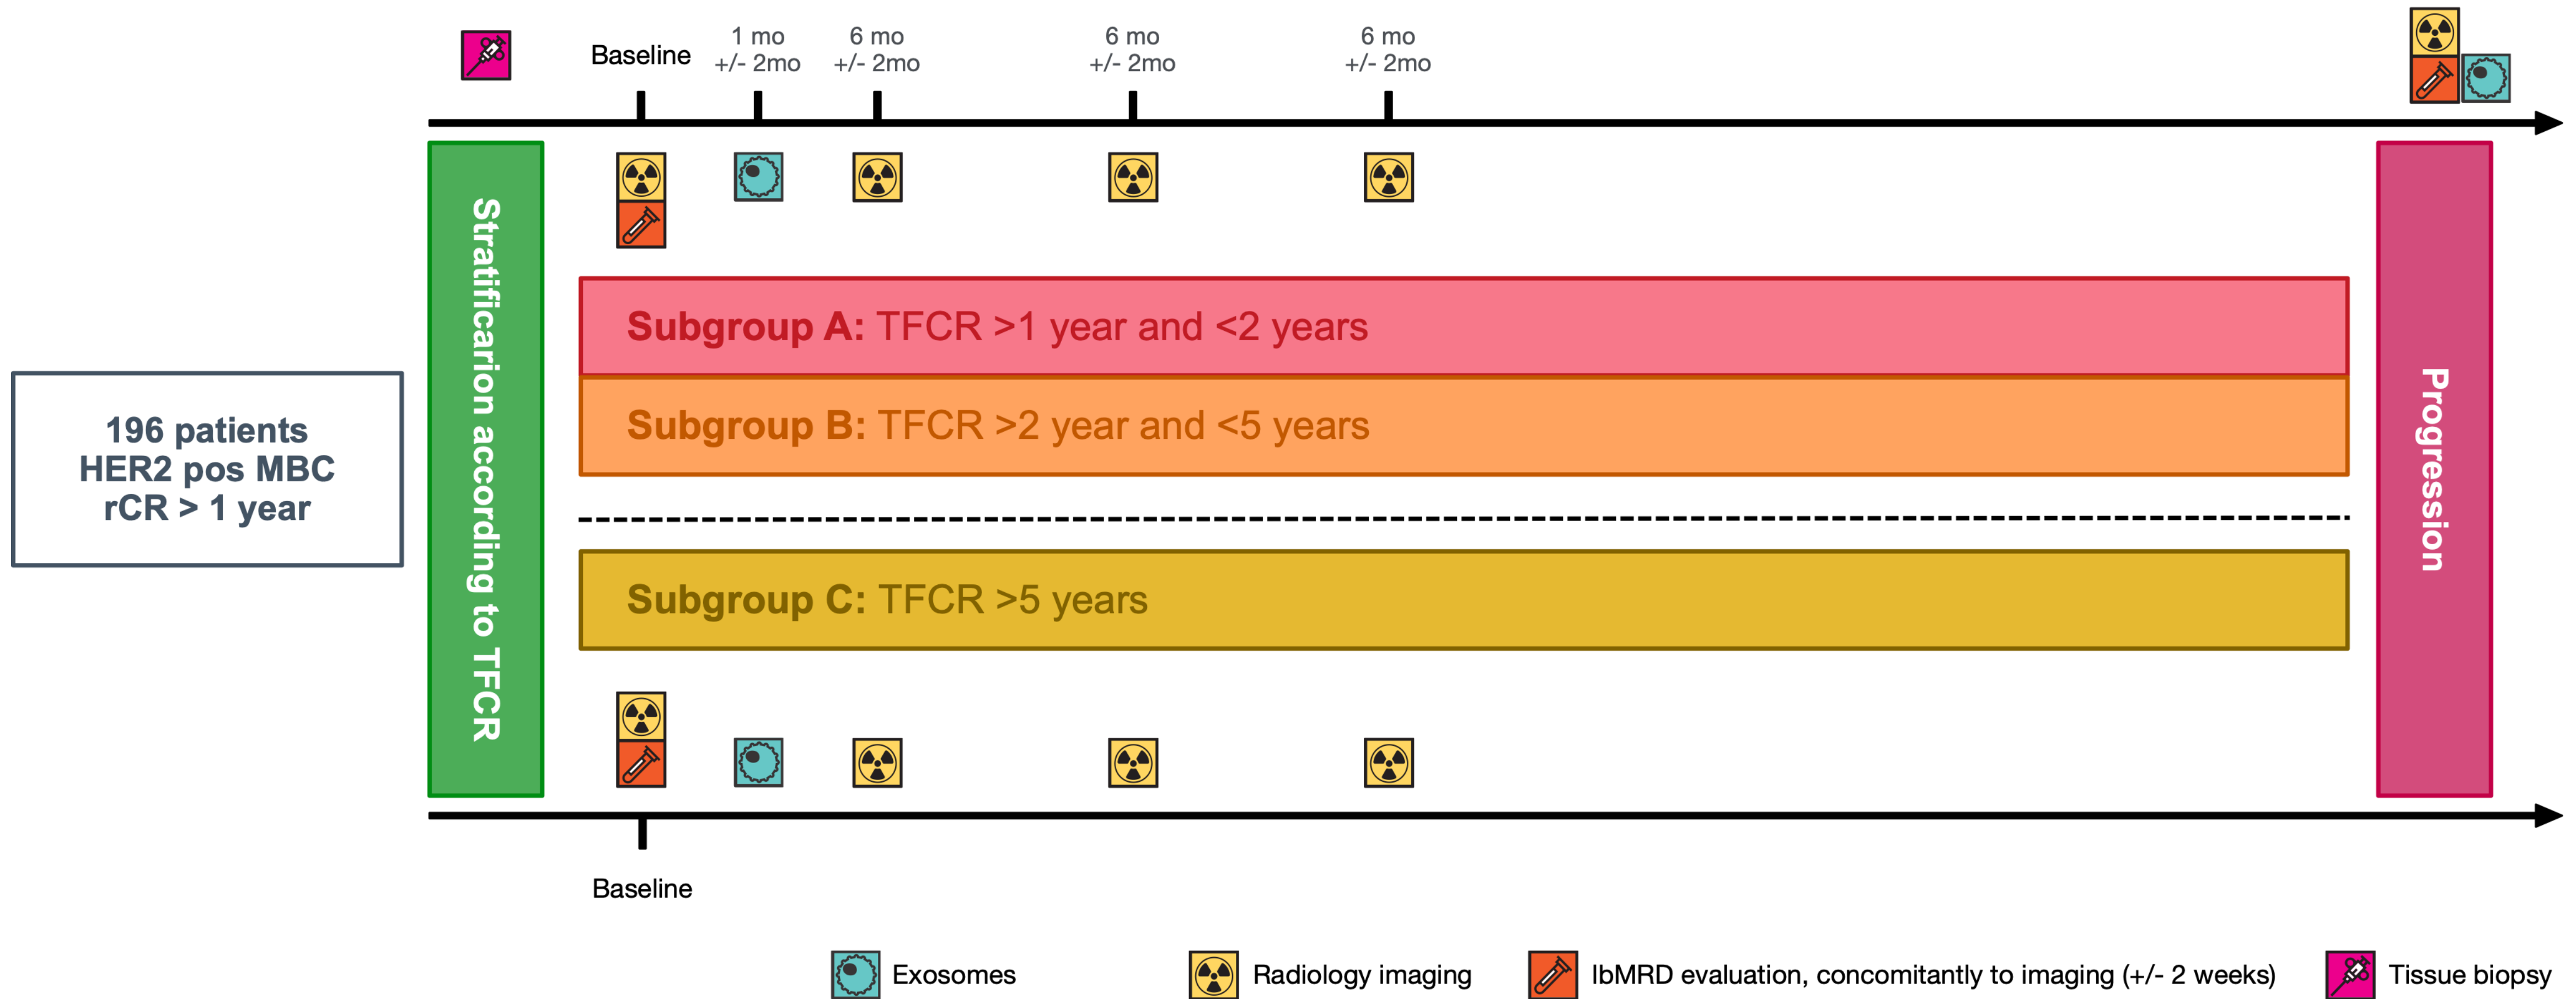 Baseline
1 mo
+/- 2mo
6 mo
+/- 2mo
6 mo
+/- 2mo
6 mo
+/- 2mo
196 patients
HER2 pos MBC
rCR > 1 year
Stratificarion according to TFCR
Subgroup A: TFCR >1 year and <2 years
Subgroup B: TFCR >2 year and <5 years
Subgroup C: TFCR >5 years
Progression
Baseline
Exosomes
Radiology imaging
lbMRD evaluation, concomitantly to imaging (+/- 2 weeks)
Tissue biopsy